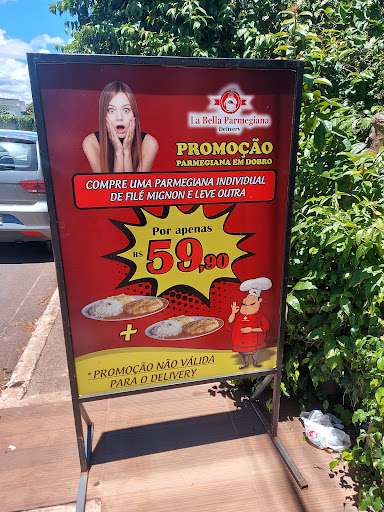 La Bella Parmegiana
Delivery
PROMOÇÃO
PARMEGIANA EM DOBRO
COMPRE UMA PARMEGIANA INDIVIDUAL
DE FILÉ MIGNON E LEVE OUTRA
Por apenas
R$ 59,90
+
* PROMOÇÃO NÃO VÁLIDA
PARA O DELIVERY